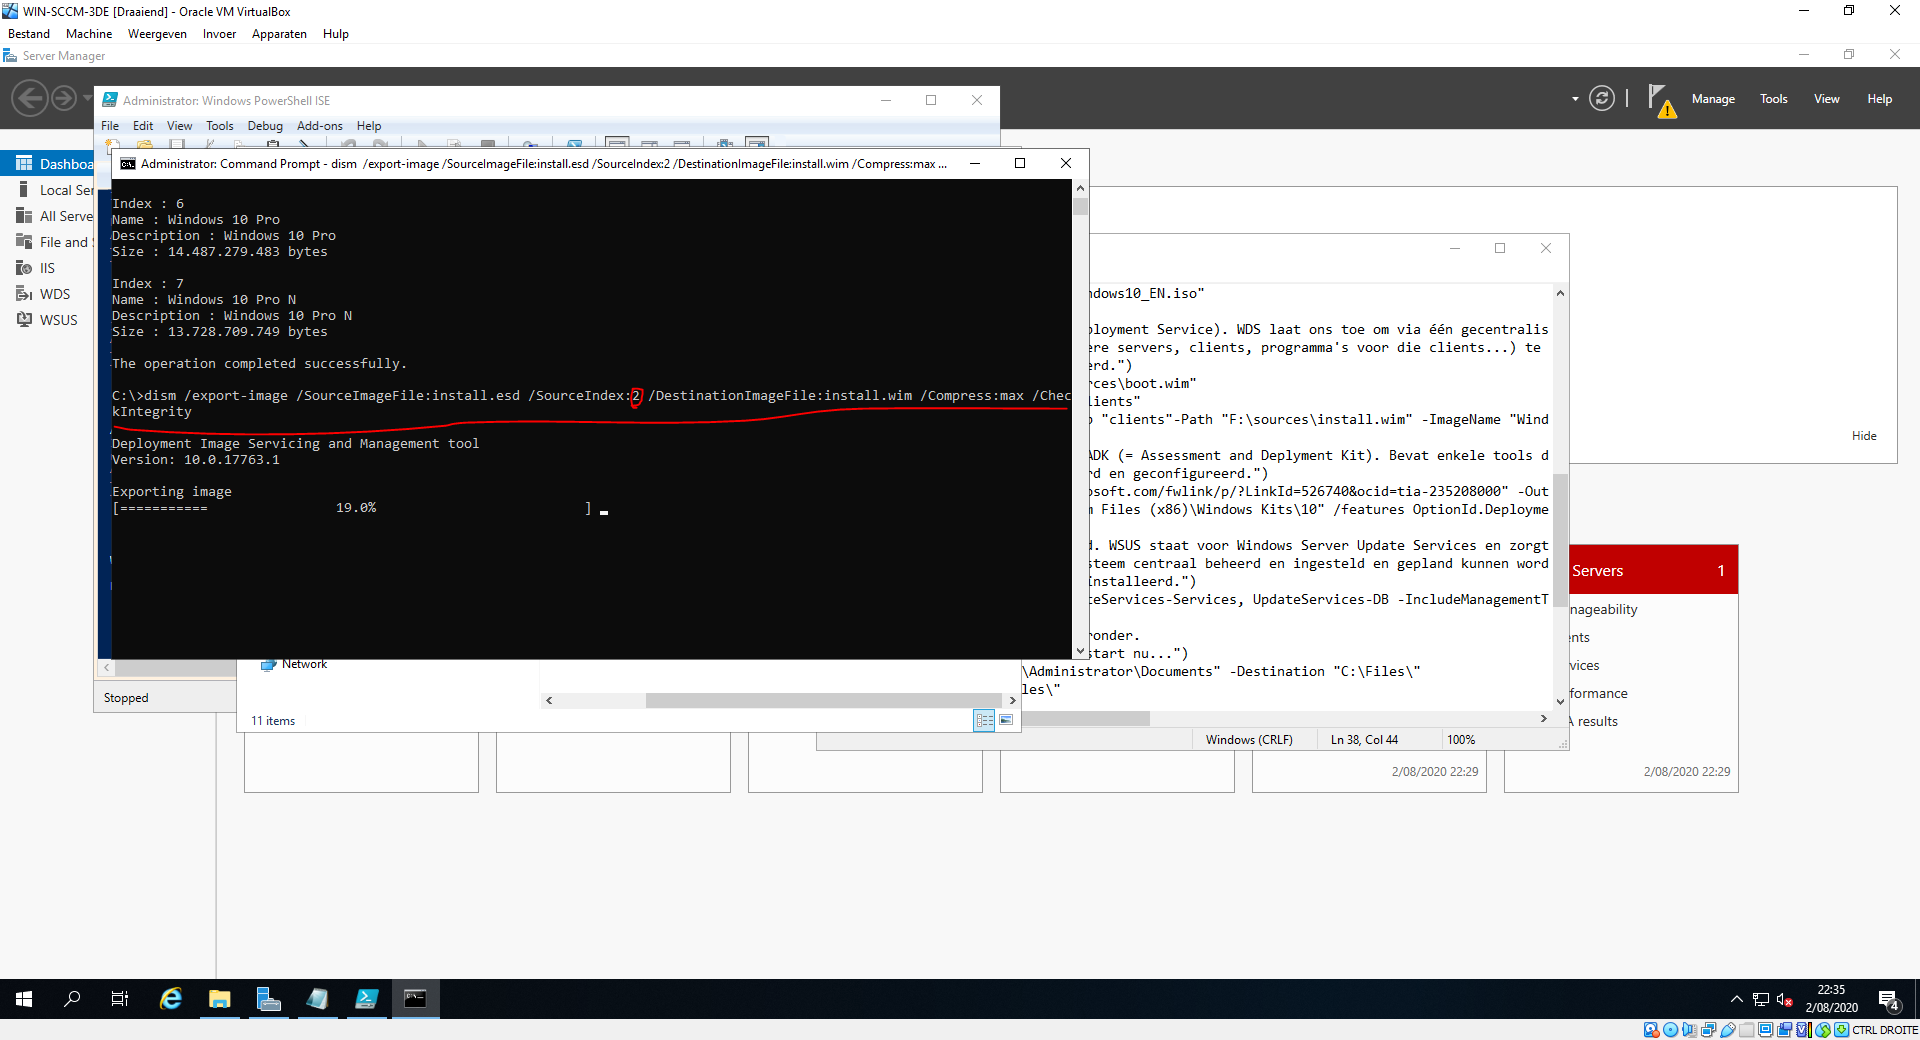 WIN-SCCM-3DE [Draaiend] - Oracle VM VirtualBox
Bestand Machine Weergeven Invoer Apparaten Hulp
Server Manager
Manage Tools View Help
Administrator: Windows PowerShell ISE
File Edit View Tools Debug Add-ons Help
Administrator: Command Prompt - dism /export-image /SourceImageFile:install.esd /SourceIndex:2 /DestinationImageFile:install.wim /Compress:max ...
Dashboa
Local Ser
All Serve
File and S
IIS
WDS
WSUS
Index : 6
Name : Windows 10 Pro
Description : Windows 10 Pro
Size : 14.487.279.483 bytes
Index : 7
Name : Windows 10 Pro N
Description : Windows 10 Pro N
Size : 13.728.709.749 bytes
The operation completed successfully.
C:\>dism /export-image /SourceImageFile:install.esd /SourceIndex:2 /DestinationImageFile:install.wim /Compress:max /Chec
kIntegrity
Deployment Image Servicing and Management tool
Version: 10.0.17763.1
Exporting image
[=========== 19.0% ]
ndows10_EN.iso"
ployment Service). WDS laat ons toe om via één gecentralis
ere servers, clients, programma's voor die clients...) te
erd.")
rces\boot.wim"
lients"
p "clients"-Path "F:\sources\install.wim" -ImageName "Wind
ADK (= Assessment and Deplyment Kit). Bevat enkele tools d
rd en geconfigureerd.")
osoft.com/fwlink/p/?LinkId=526740&ocid=tia-235208000" -Out
m Files (x86)\Windows Kits\10" /features OptionId.Deployme
d. WSUS staat voor Windows Server Update Services en zorgt
steem centraal beheerd en ingesteld en gepland kunnen word
ïnstalleerd.")
teServices-Services, UpdateServices-DB -IncludeManagementT
ronder.
start nu...")
\Administrator\Documents" -Destination "C:\Files\"
les\"
Windows (CRLF) Ln 38, Col 44 100%
Hide
Servers 1
nageability
nts
vices
formance
A results
2/08/2020 22:29
2/08/2020 22:29
Network
11 items
Stopped
22:35
2/08/2020
4
CTRL DROITE